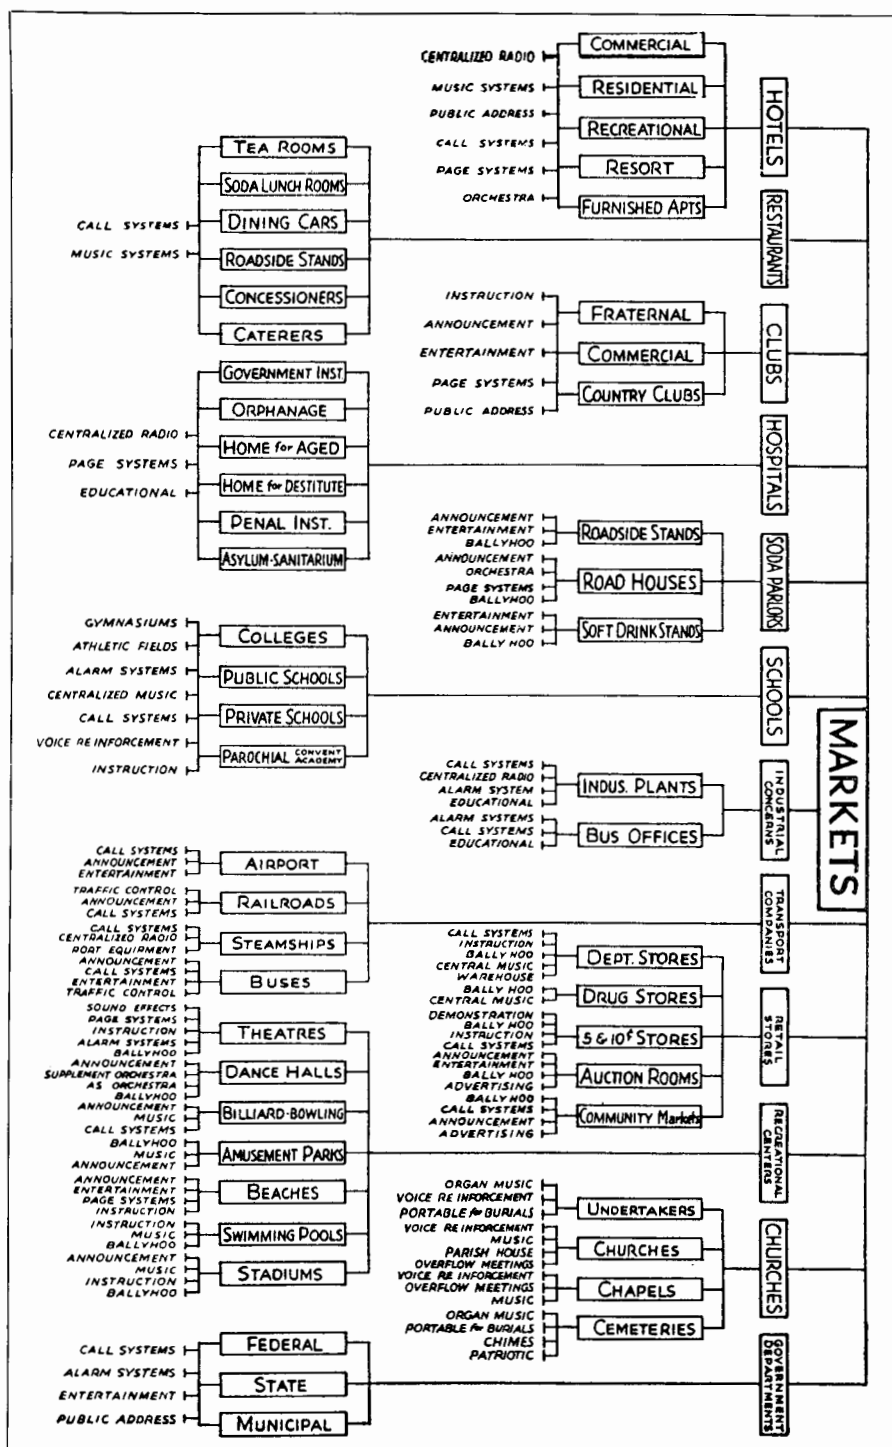 MARKETS
HOTELS
COMMERCIAL
RESIDENTIAL
RECREATIONAL
RESORT
FURNISHED APTS
CENTRALIZED RADIO
MUSIC SYSTEMS
PUBLIC ADDRESS
CALL SYSTEMS
PAGE SYSTEMS
ORCHESTRA
RESTAURANTS
TEA ROOMS
SODA LUNCH ROOMS
DINING CARS
ROADSIDE STANDS
CONCESSIONERS
CATERERS
CALL SYSTEMS
MUSIC SYSTEMS
CLUBS
FRATERNAL
COMMERCIAL
COUNTRY CLUBS
INSTRUCTION
ANNOUNCEMENT
ENTERTAINMENT
PAGE SYSTEMS
PUBLIC ADDRESS
HOSPITALS
GOVERNMENT INST.
ORPHANAGE
HOME for AGED
HOME for DESTITUTE
PENAL INST.
ASYLUM-SANITARIUM
CENTRALIZED RADIO
PAGE SYSTEMS
EDUCATIONAL
SODA PARLORS
ROADSIDE STANDS
ANNOUNCEMENT
ENTERTAINMENT
BALLYHOO
ROAD HOUSES
ANNOUNCEMENT
ORCHESTRA
PAGE SYSTEMS
BALLYHOO
SOFT DRINK STANDS
ENTERTAINMENT
ANNOUNCEMENT
BALLY HOO
SCHOOLS
COLLEGES
PUBLIC SCHOOLS
PRIVATE SCHOOLS
PAROCHIAL CONVENT ACADEMY
GYMNASIUMS
ATHLETIC FIELDS
ALARM SYSTEMS
CENTRALIZED MUSIC
CALL SYSTEMS
VOICE RE INFORCEMENT
INSTRUCTION
INDUSTRIAL CONCERNS
INDUS. PLANTS
CALL SYSTEMS
CENTRALIZED RADIO
ALARM SYSTEM
EDUCATIONAL
BUS OFFICES
ALARM SYSTEMS
CALL SYSTEMS
EDUCATIONAL
TRANSPORT COMPANIES
AIRPORT
CALL SYSTEMS
ANNOUNCEMENT
ENTERTAINMENT
RAILROADS
TRAFFIC CONTROL
ANNOUNCEMENT
CALL SYSTEMS
STEAMSHIPS
CALL SYSTEMS
CENTRALIZED RADIO
PORT EQUIPMENT
BUSES
ANNOUNCEMENT
CALL SYSTEMS
ENTERTAINMENT
TRAFFIC CONTROL
RETAIL STORES
DEPT. STORES
CALL SYSTEMS
INSTRUCTION
BALLY HOO
CENTRAL MUSIC
WAREHOUSE
DRUG STORES
BALLY HOO
CENTRAL MUSIC
5 & 10¢ STORES
DEMONSTRATION
BALLY HOO
INSTRUCTION
CALL SYSTEMS
AUCTION ROOMS
ANNOUNCEMENT
ENTERTAINMENT
BALLY HOO
ADVERTISING
COMMUNITY Markets
BALLY HOO
CALL SYSTEMS
ANNOUNCEMENT
ADVERTISING
RECREATIONAL CENTERS
THEATRES
SOUND EFFECTS
PAGE SYSTEMS
INSTRUCTION
ALARM SYSTEMS
BALLYHOO
DANCE HALLS
ANNOUNCEMENT
SUPPLEMENT ORCHESTRA
AS ORCHESTRA
BALLYHOO
BILLIARD-BOWLING
ANNOUNCEMENT
MUSIC
CALL SYSTEMS
AMUSEMENT PARKS
BALLYHOO
MUSIC
ANNOUNCEMENT
BEACHES
ANNOUNCEMENT
ENTERTAINMENT
PAGE SYSTEMS
INSTRUCTION
SWIMMING POOLS
INSTRUCTION
MUSIC
BALLYHOO
STADIUMS
ANNOUNCEMENT
MUSIC
INSTRUCTION
BALLYHOO
CHURCHES
UNDERTAKERS
ORGAN MUSIC
VOICE RE INFORCEMENT
PORTABLE for BURIALS
CHURCHES
VOICE RE INFORCEMENT
MUSIC
PARISH HOUSE
OVERFLOW MEETINGS
CHAPELS
VOICE RE INFORCEMENT
OVERFLOW MEETINGS
MUSIC
CEMETERIES
ORGAN MUSIC
PORTABLE for BURIALS
CHIMES
PATRIOTIC
GOVERNMENT DEPARTMENTS
FEDERAL
STATE
MUNICIPAL
CALL SYSTEMS
ALARM SYSTEMS
ENTERTAINMENT
PUBLIC ADDRESS